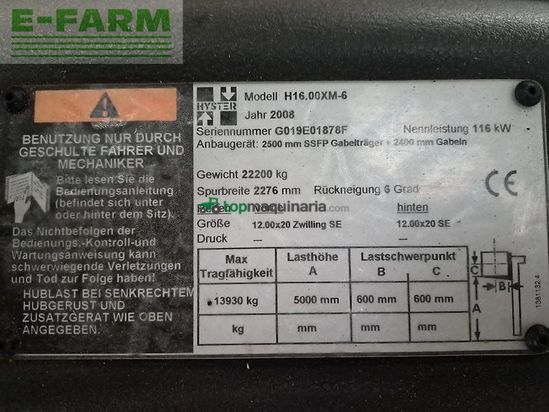 E-FARM
BENUTZUNG NUR DURCH
GESCHULTE FAHRER UND
MECHANIKER
Bitte lesen Sie die
Bedienungsanleitung
(befindet sich unter
oder hinter dem Sitz).
Das Nichtbefolgen der
Bedienungs.-Kontroll-und
Wartungsanweisung kann
schwerwiegende Verletzungen
und Tod zur Folge haben!
HUBLAST BEI SENKRECHTEM
HUBGERUST UND
ZUSATZGERÄT WIE OBEN
ANGEGEBEN.
HYSTER
Modell H16.00XM-6
Jahr 2008
Seriennummer G019E01878F Nennleistung 116 kW
Anbaugerät: 2500 mm SSFP Gabelträger + 2400 mm Gabeln
Gewicht 22200 kg
Spurbreite 2276 mm Rückneigung 6 Grad
CE
topmaquinaria.com
Reifen vorne hinten
Größe 12.00x20 Zwilling SE 12.00x20 SE
Druck — —
Max Tragfähigkeit Lasthöhe A Lastschwerpunkt B C
13930 kg 5000 mm 600 mm 600 mm
kg mm mm mm
C
B
A
1381132.4